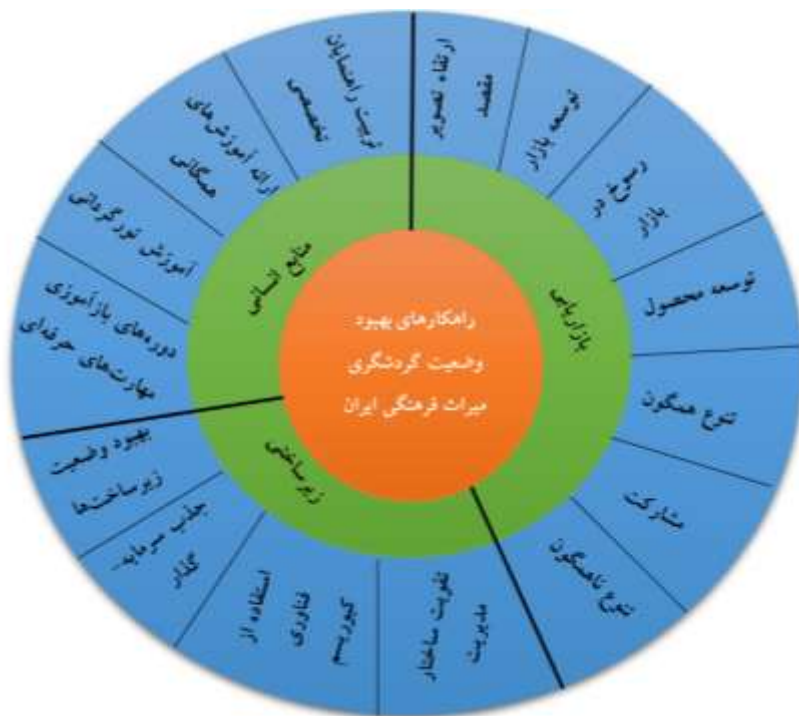 راهکارهای بهبود
وضعیت گردشگری
میراث فرهنگی ایران
بازاریابی
ارتقاء تصویر
مقصد
توسعه بازار
رسوخ در
بازار
توسعه محصول
تنوع همگون
مشارکت
تنوع ناهمگون
زیرساختی
تقویت ساختار
مدیریت
استفاده از
فناوری
کیوریسم
جذب سرمایه..
گذار
بهبود وضعیت
زیرساخت‌ها
منابع انسانی
دوره‌های بازآموزی
مهارت‌های حرفه‌ای
آموزش تورگردانی
ارائه آموزش‌های
همگانی
تربیت راهنمایان
تخصصی